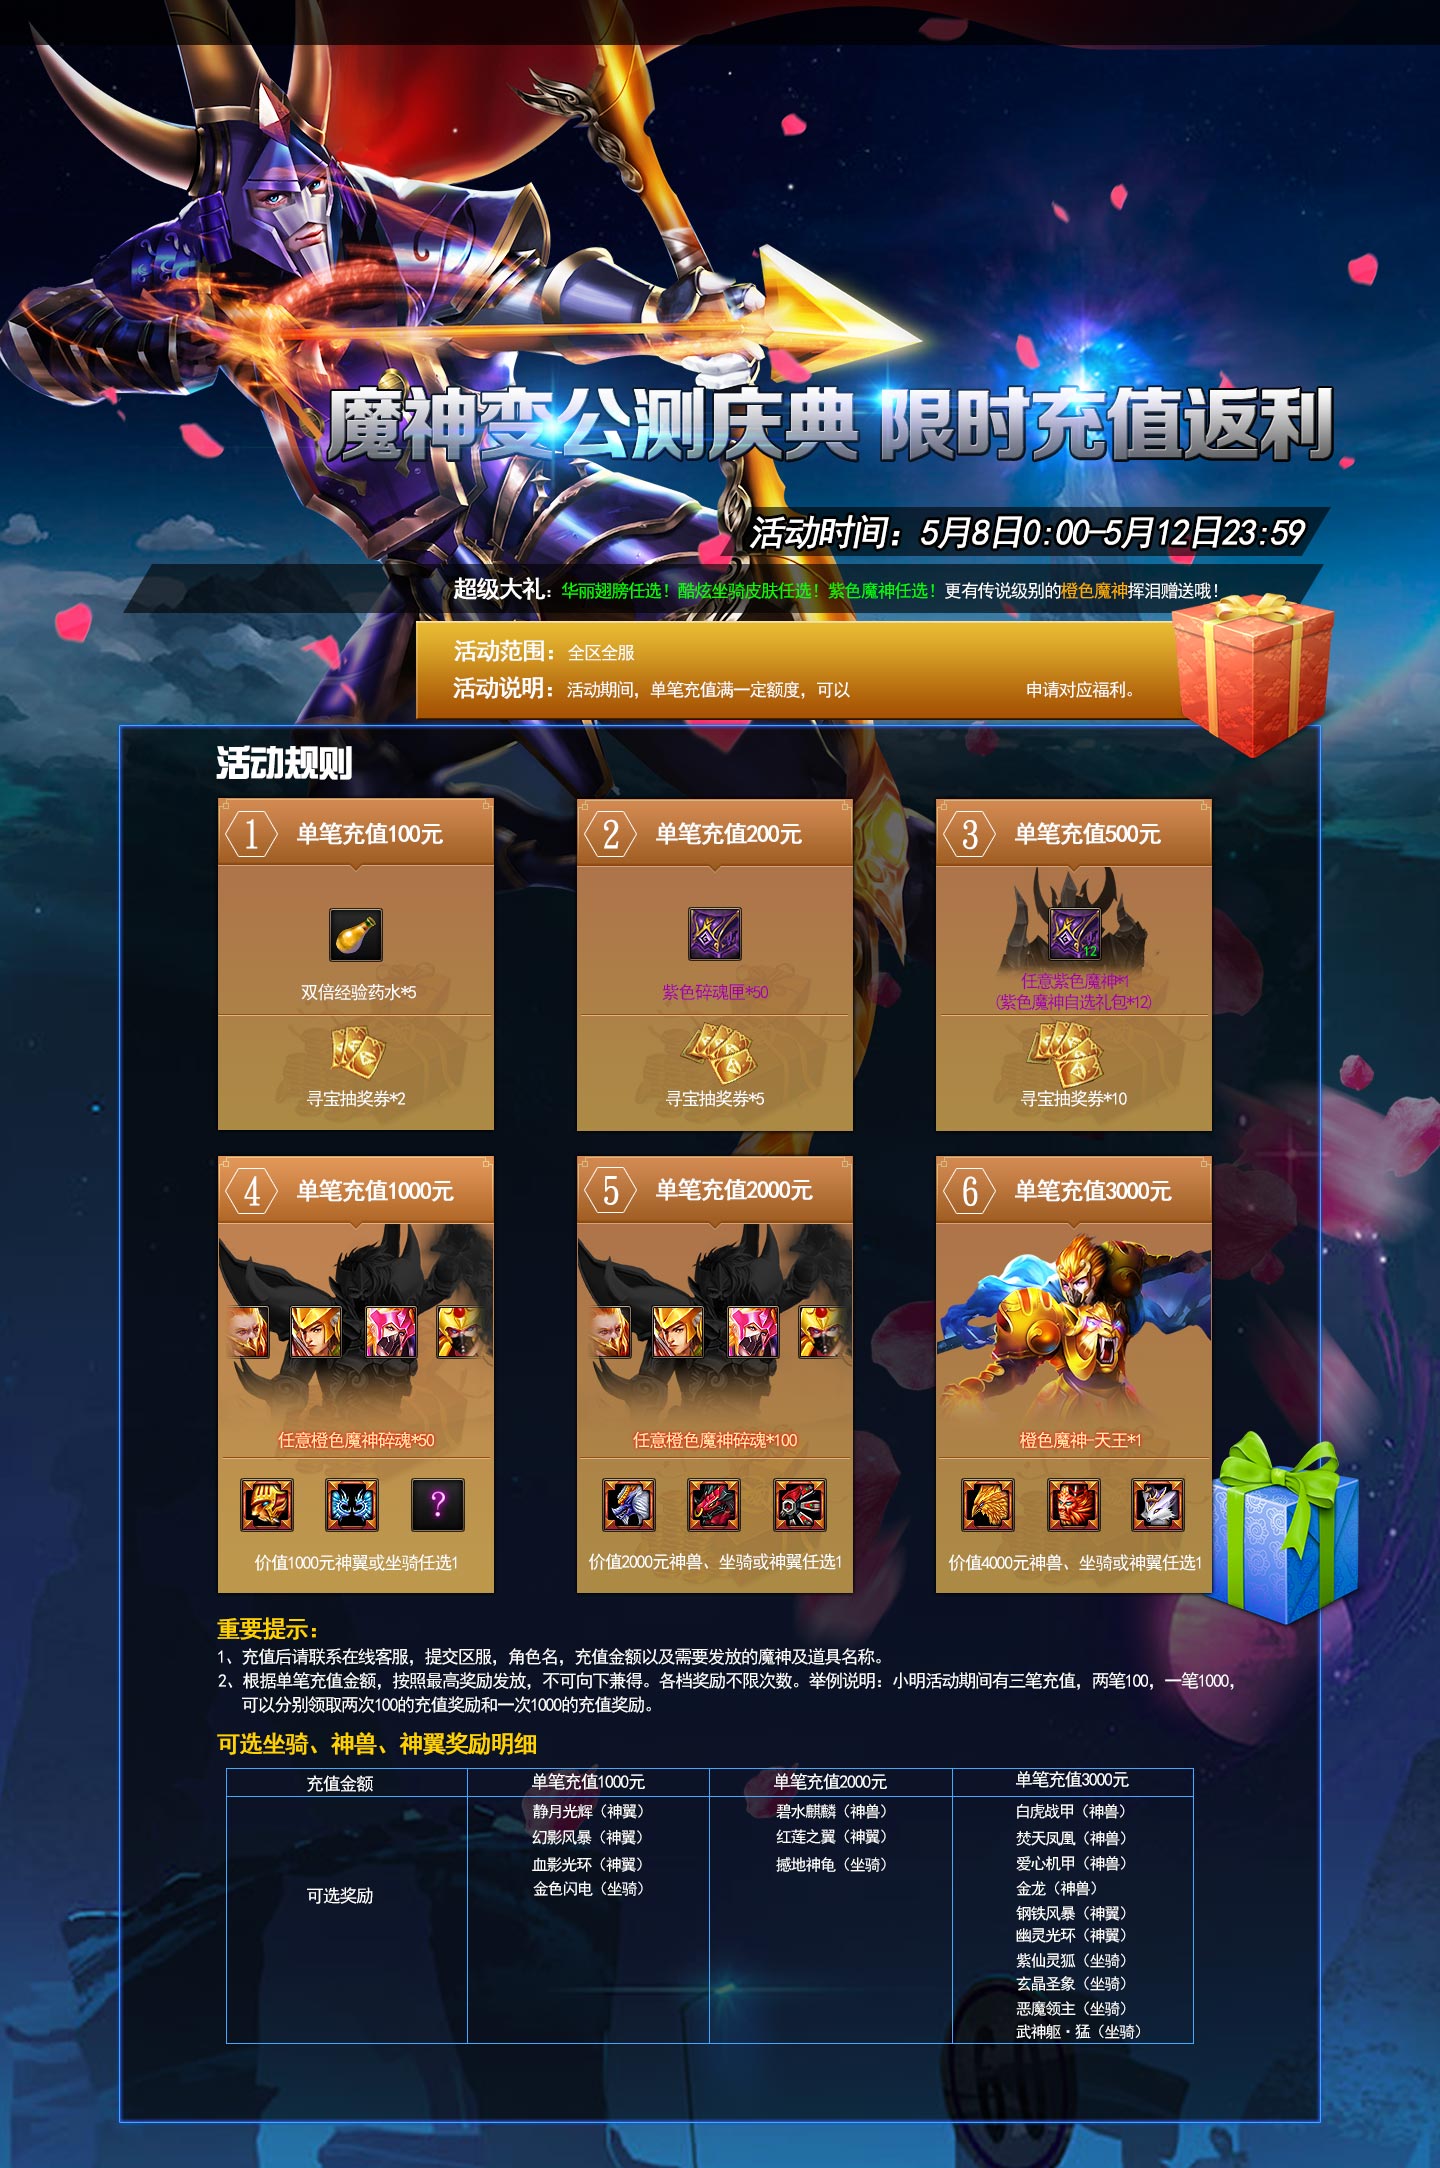 魔神变公测庆典 限时充值返利
活动时间：5月8日0:00-5月12日23:59
超级大礼：华丽翅膀任选！酷炫坐骑皮肤任选！紫色魔神任选！更有传说级别的橙色魔神挥泪赠送哦！
活动范围：全区全服
活动说明：活动期间，单笔充值满一定额度，可以 申请对应福利。
活动规则
1 单笔充值100元
双倍经验药水*5
寻宝抽奖券*2
2 单笔充值200元
紫色碎魂匣*50
寻宝抽奖券*5
3 单笔充值500元
12
任意紫色魔神*1
(紫色魔神自选礼包*12)
寻宝抽奖券*10
4 单笔充值1000元
任意橙色魔神碎魂*50
?
价值1000元神翼或坐骑任选1
5 单笔充值2000元
任意橙色魔神碎魂*100
价值2000元神兽、坐骑或神翼任选1
6 单笔充值3000元
橙色魔神-天王*1
价值4000元神兽、坐骑或神翼任选1
重要提示：
1、充值后请联系在线客服，提交区服，角色名，充值金额以及需要发放的魔神及道具名称。
2、根据单笔充值金额，按照最高奖励发放，不可向下兼得。各档奖励不限次数。举例说明：小明活动期间有三笔充值，两笔100，一笔1000，
可以分别领取两次100的充值奖励和一次1000的充值奖励。
可选坐骑、神兽、神翼奖励明细
充值金额 单笔充值1000元 单笔充值2000元 单笔充值3000元
可选奖励
静月光辉（神翼）
幻影风暴（神翼）
血影光环（神翼）
金色闪电（坐骑）
碧水麒麟（神兽）
红莲之翼（神翼）
撼地神龟（坐骑）
白虎战甲（神兽）
焚天凤凰（神兽）
爱心机甲（神兽）
金龙（神兽）
钢铁风暴（神翼）
幽灵光环（神翼）
紫仙灵狐（坐骑）
玄晶圣象（坐骑）
恶魔领主（坐骑）
武神躯·猛（坐骑）